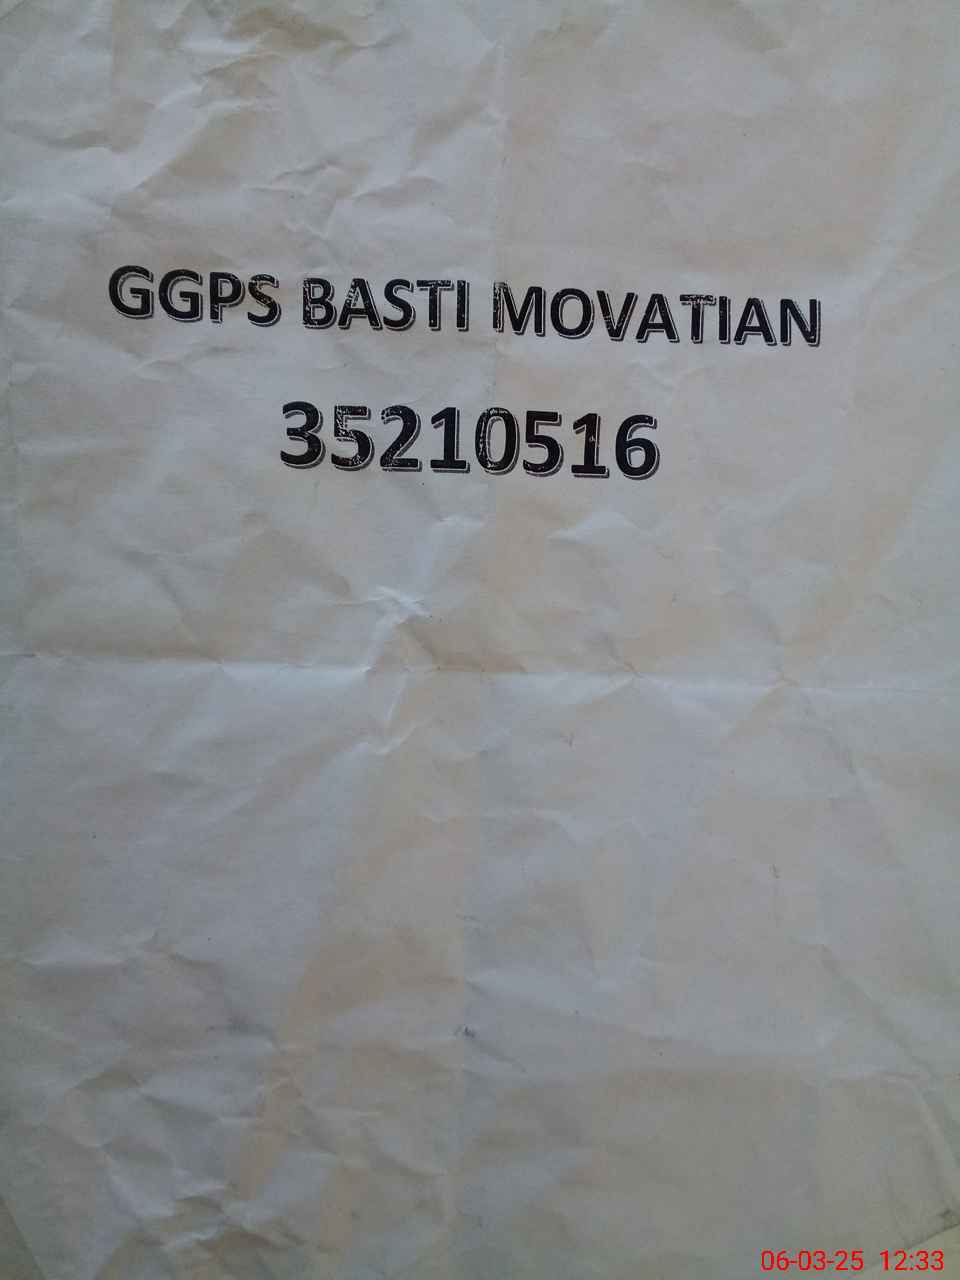 GGPS BASTI MOVATIAN
35210516
06-03-25 12:33